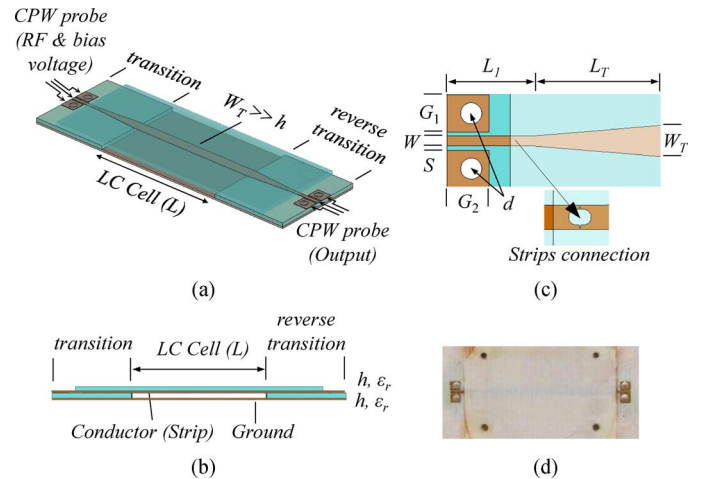 CPW probe
(RF & bias
voltage)
transition
W_T >> h
reverse
transition
LC Cell (L)
CPW probe
(Output)
(a)
L_1
L_T
G_1
W
S
W_T
G_2
d
Strips connection
(c)
transition
LC Cell (L)
reverse
transition
h, ε_r
h, ε_r
Conductor (Strip)
Ground
(b)
(d)